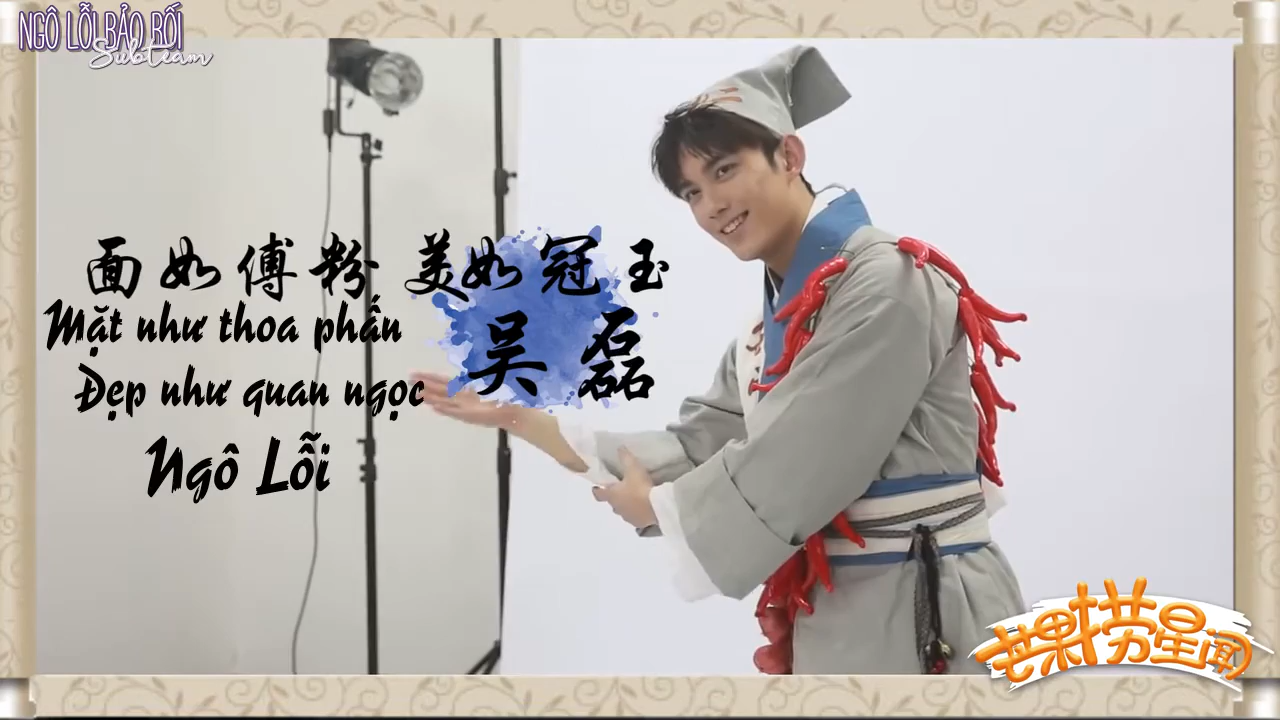 NGÔ LỖI BẢO BỐI
Subteam
面如傅粉 美如冠玉
吴磊
Mặt như thoa phấn
Đẹp như quan ngọc
Ngô Lỗi
芒果捞星闻